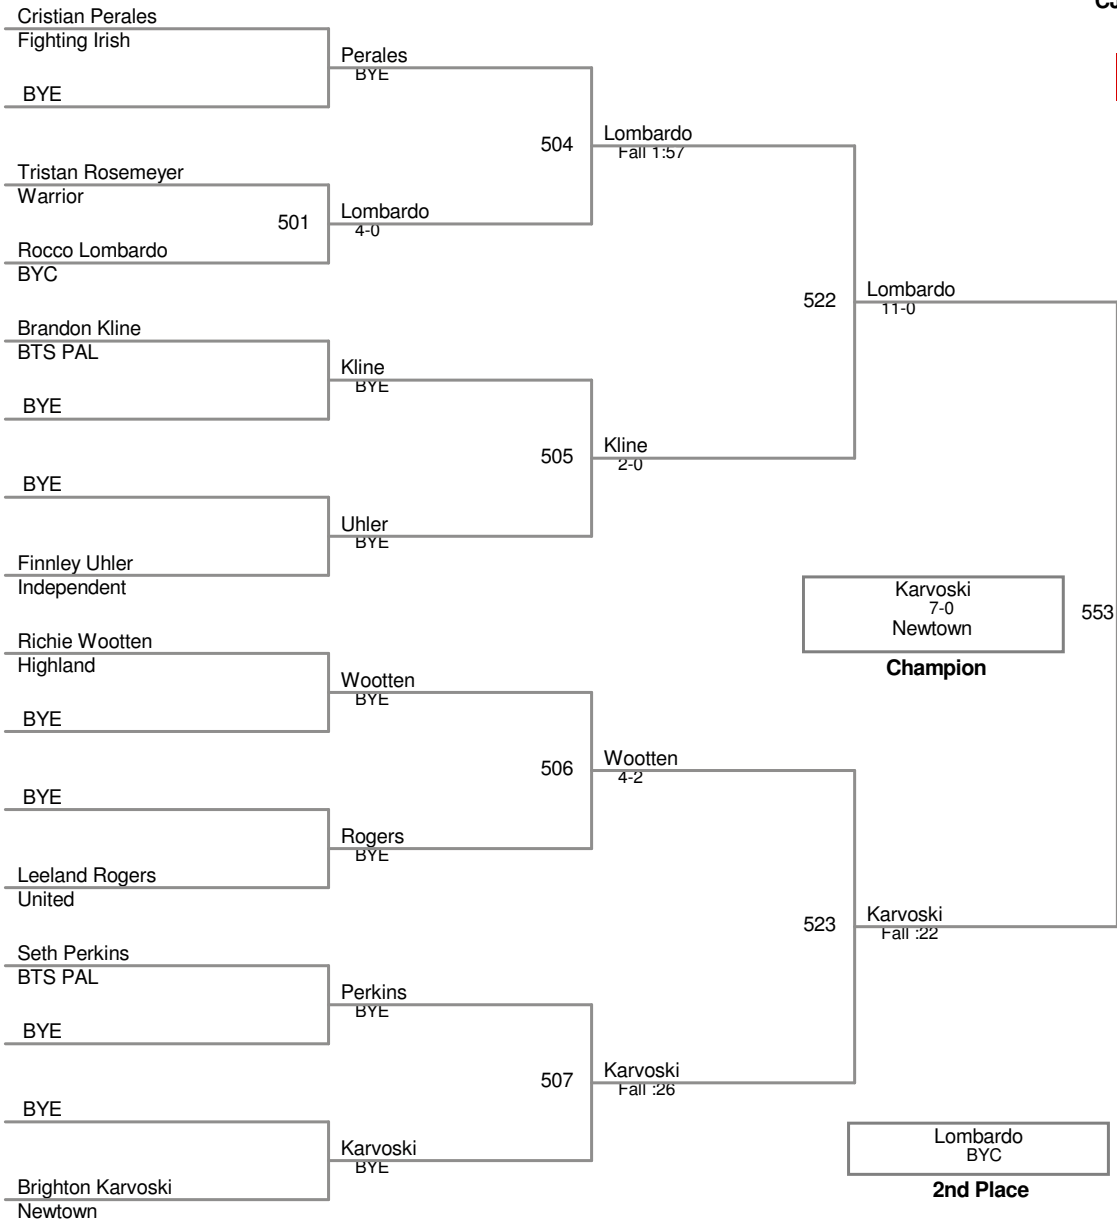 CJ
Cristian Perales
Fighting Irish
Perales
BYE
BYE
504
Lombardo
Fall 1:57
Tristan Rosemeyer
Warrior
501
Lombardo
4-0
Rocco Lombardo
BYC
522
Lombardo
11-0
Brandon Kline
BTS PAL
Kline
BYE
BYE
505
Kline
2-0
BYE
Uhler
BYE
Finnley Uhler
Independent
Karvoski
7-0
Newtown
553
Champion
Richie Wootten
Highland
Wootten
BYE
BYE
506
Wootten
4-2
BYE
Rogers
BYE
Leeland Rogers
United
523
Karvoski
Fall :22
Seth Perkins
BTS PAL
Perkins
BYE
BYE
507
Karvoski
Fall :26
BYE
Karvoski
BYE
Brighton Karvoski
Newtown
Lombardo
BYC
2nd Place